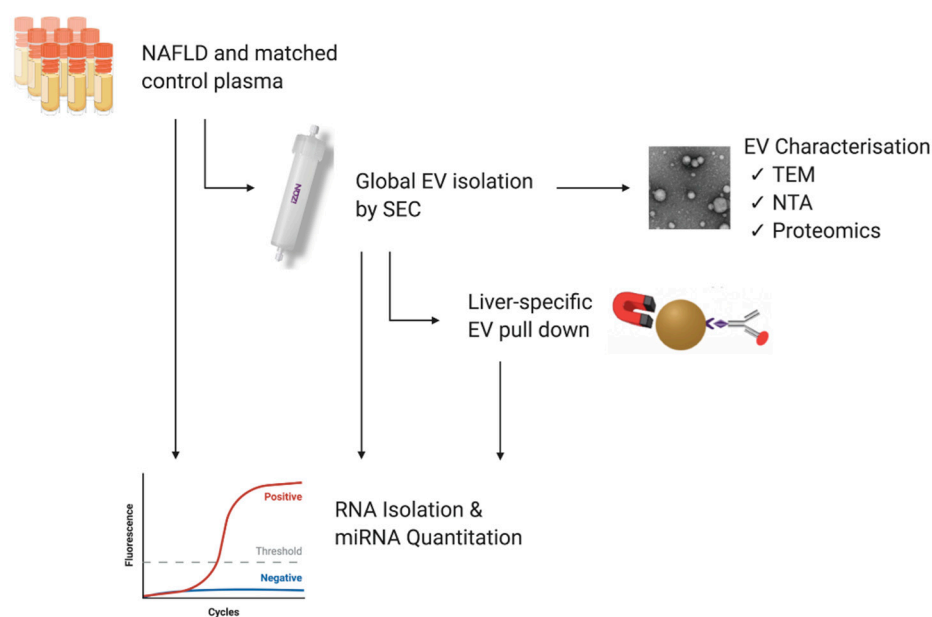 NAFLD and matched
control plasma
IZON
Global EV isolation
by SEC
EV Characterisation
✓ TEM
✓ NTA
✓ Proteomics
Liver-specific
EV pull down
RNA Isolation &
miRNA Quantitation
Fluorescence
Positive
Threshold
Negative
Cycles